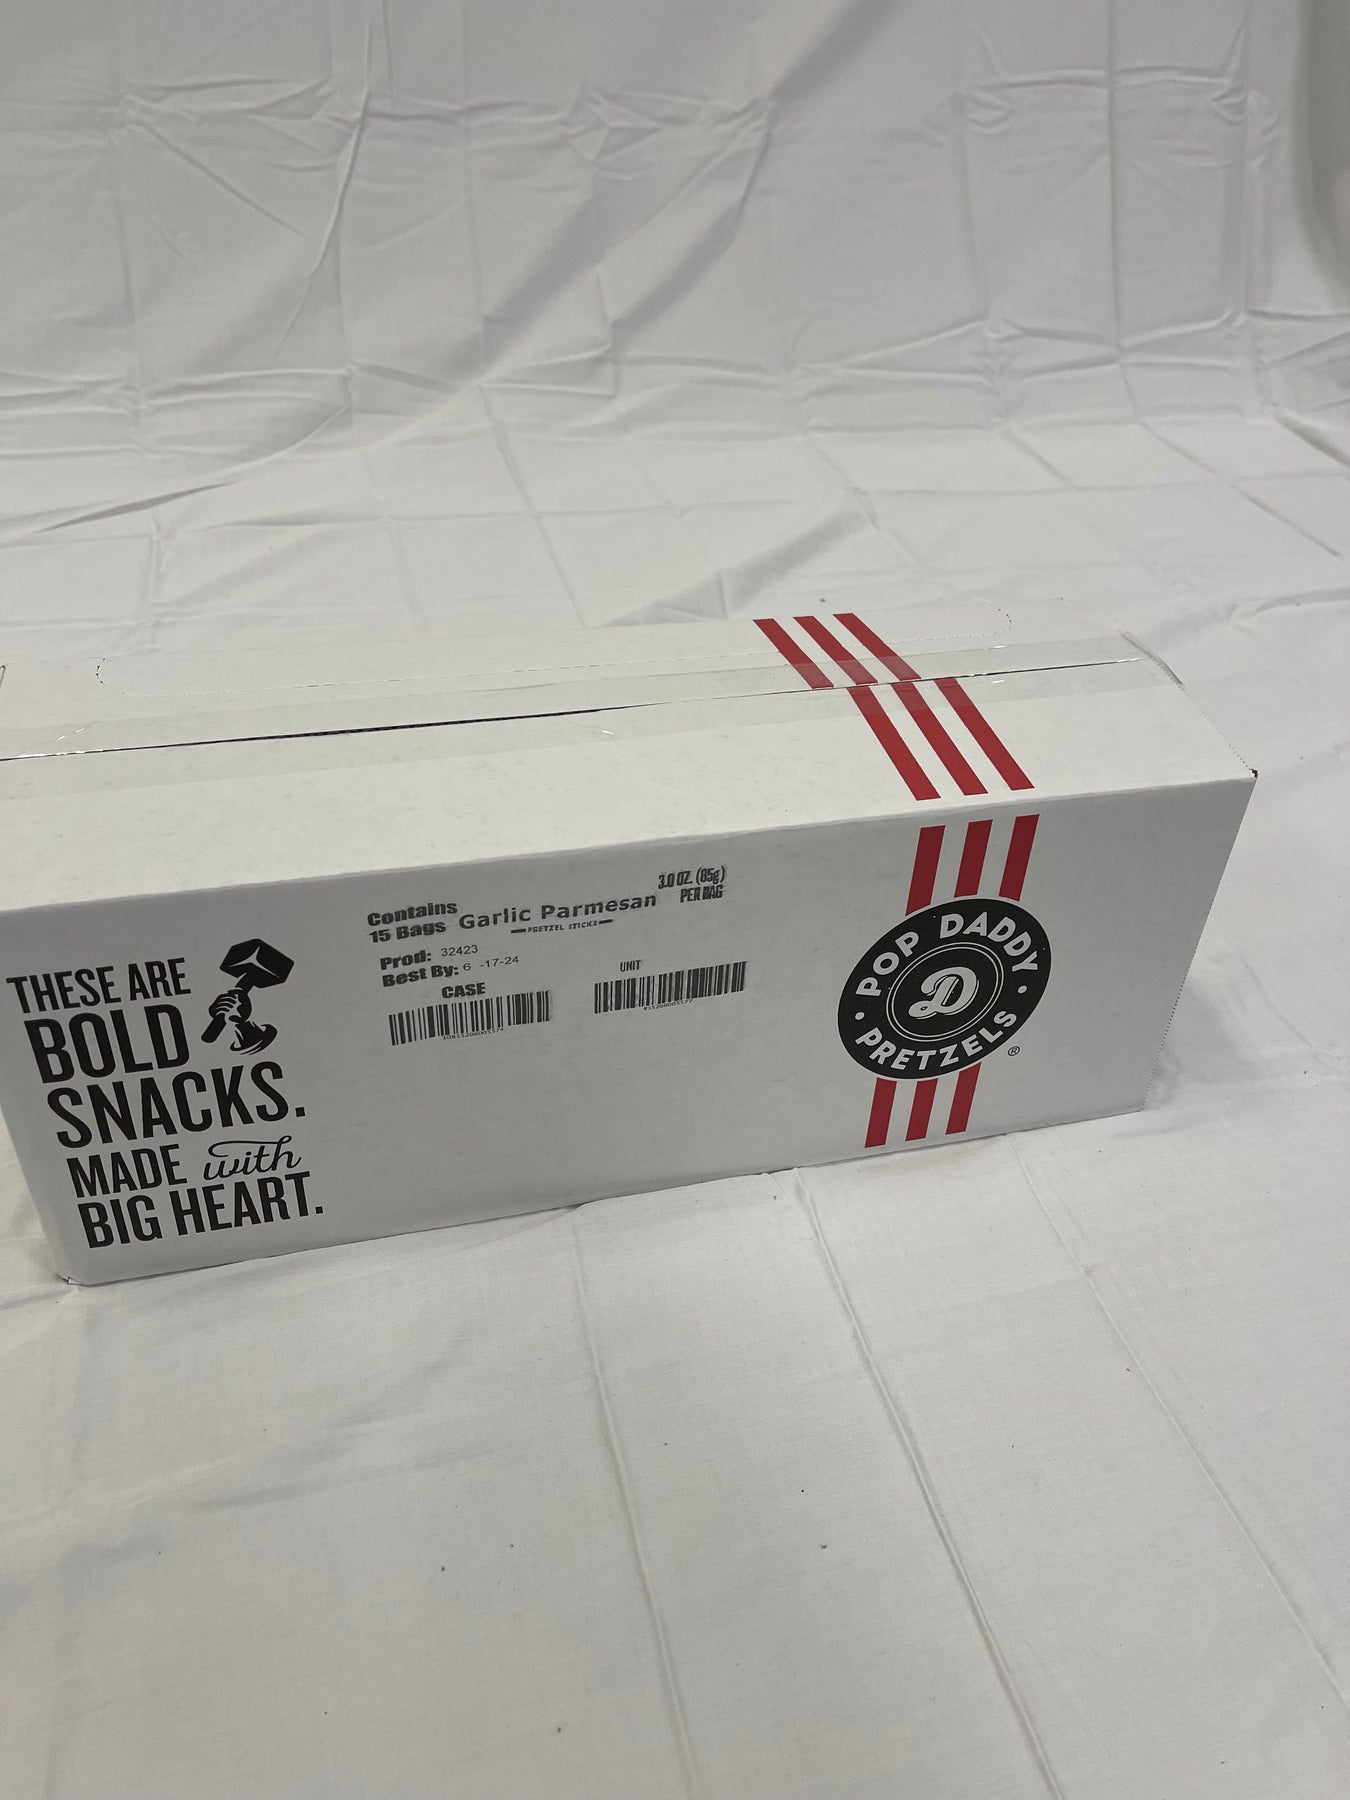 THESE ARE
BOLD
SNACKS.
MADE with
BIG HEART.
Contains
15 Bags Garlic Parmesan
PRETZEL STICKS
3.0 OZ. (85g)
PER BAG
Prod: 32423
Best By: 6 -17-24
CASE
UNIT
POP DADDY
D
PRETZELS
®